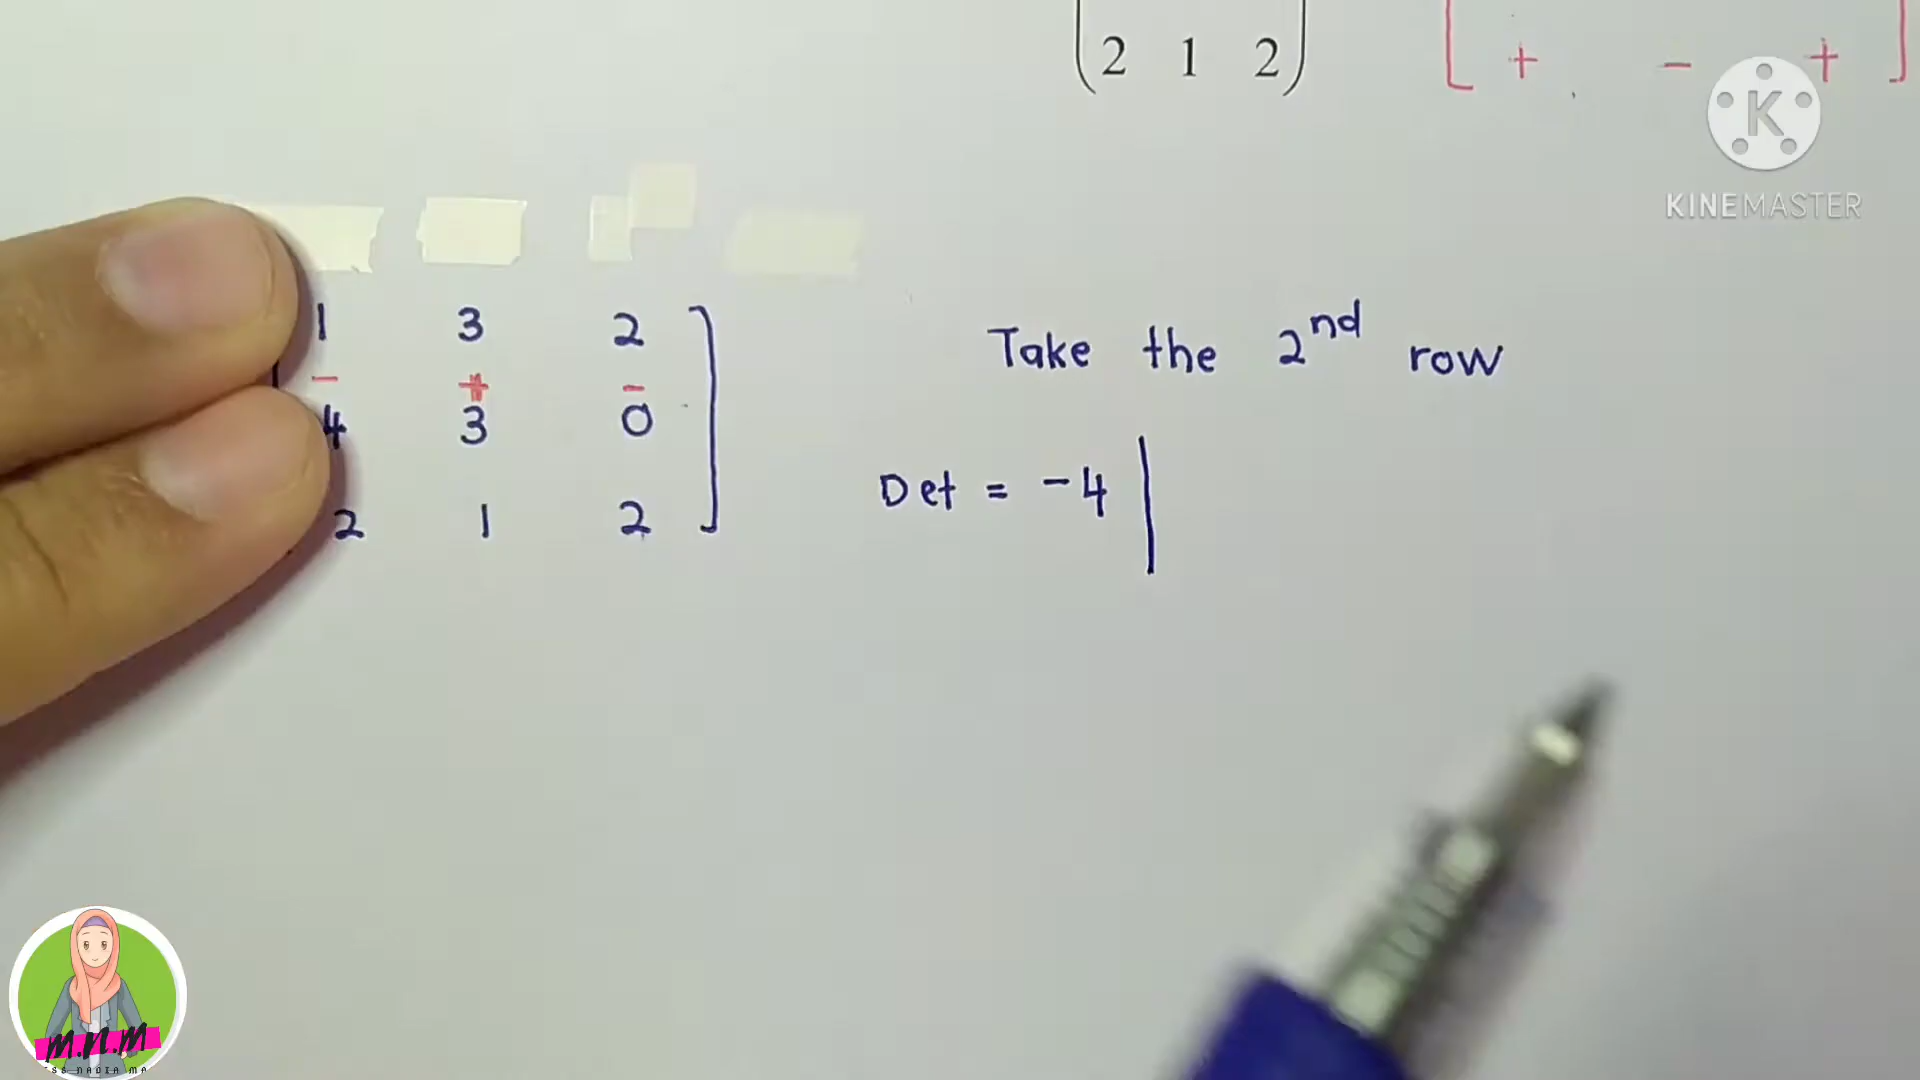 2 1 2
+ - +
K
KINEMASTER
1 3 2
- + -
4 3 0
2 1 2
Take the 2nd row
Det = -4 |
M.N.M